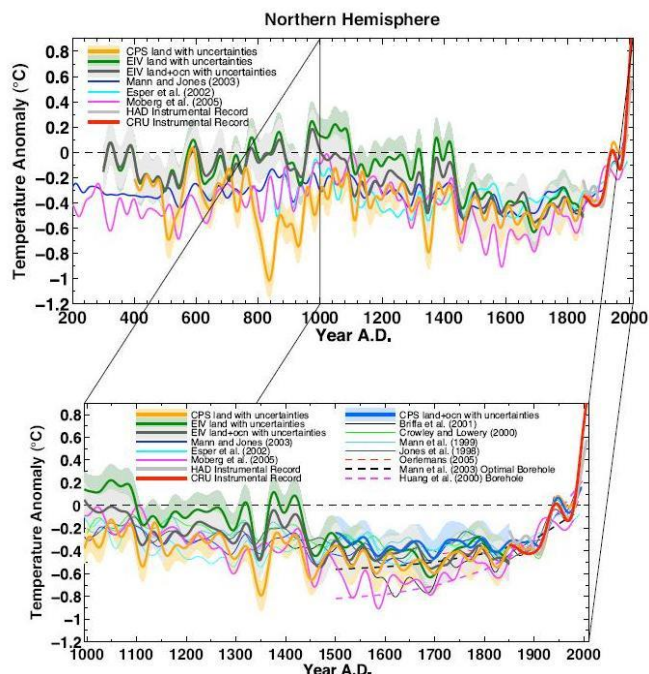 Northern Hemisphere
Temperature Anomaly (°C)
0.8
0.6
0.4
0.2
0
−0.2
−0.4
−0.6
−0.8
−1
−1.2
CPS land with uncertainties
EIV land with uncertainties
EIV land+ocn with uncertainties
Mann and Jones (2003)
Esper et al. (2002)
Moberg et al. (2005)
HAD Instrumental Record
CRU Instrumental Record
200 400 600 800 1000 1200 1400 1600 1800 2000
Year A.D.
Temperature Anomaly (°C)
0.8
0.6
0.4
0.2
0
−0.2
−0.4
−0.6
−0.8
−1
−1.2
CPS land with uncertainties
EIV land with uncertainties
EIV land+ocn with uncertainties
Mann and Jones (2003)
Esper et al. (2002)
Moberg et al. (2005)
HAD Instrumental Record
CRU Instrumental Record
CPS land+ocn with uncertainties
Briffa et al. (2001)
Crowley and Lowery (2000)
Mann et al. (1999)
Jones et al. (1998)
Oerlemans (2005)
Mann et al. (2003) Optimal Borehole
Huang et al. (2000) Borehole
1000 1100 1200 1300 1400 1500 1600 1700 1800 1900 2000
Year A.D.